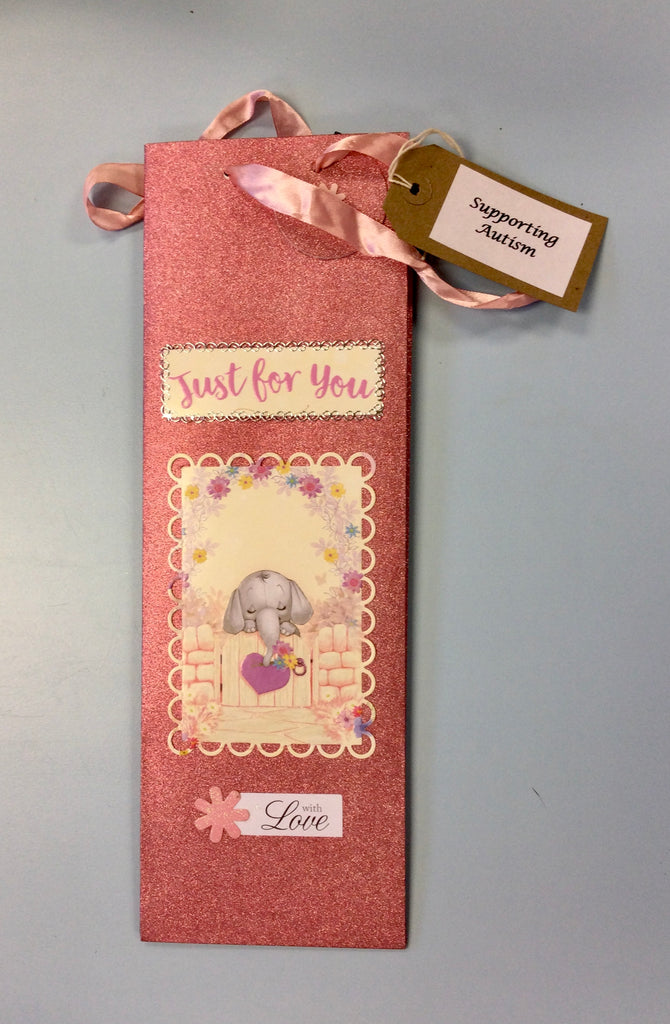 Supporting
Autism
Just for You
with
Love